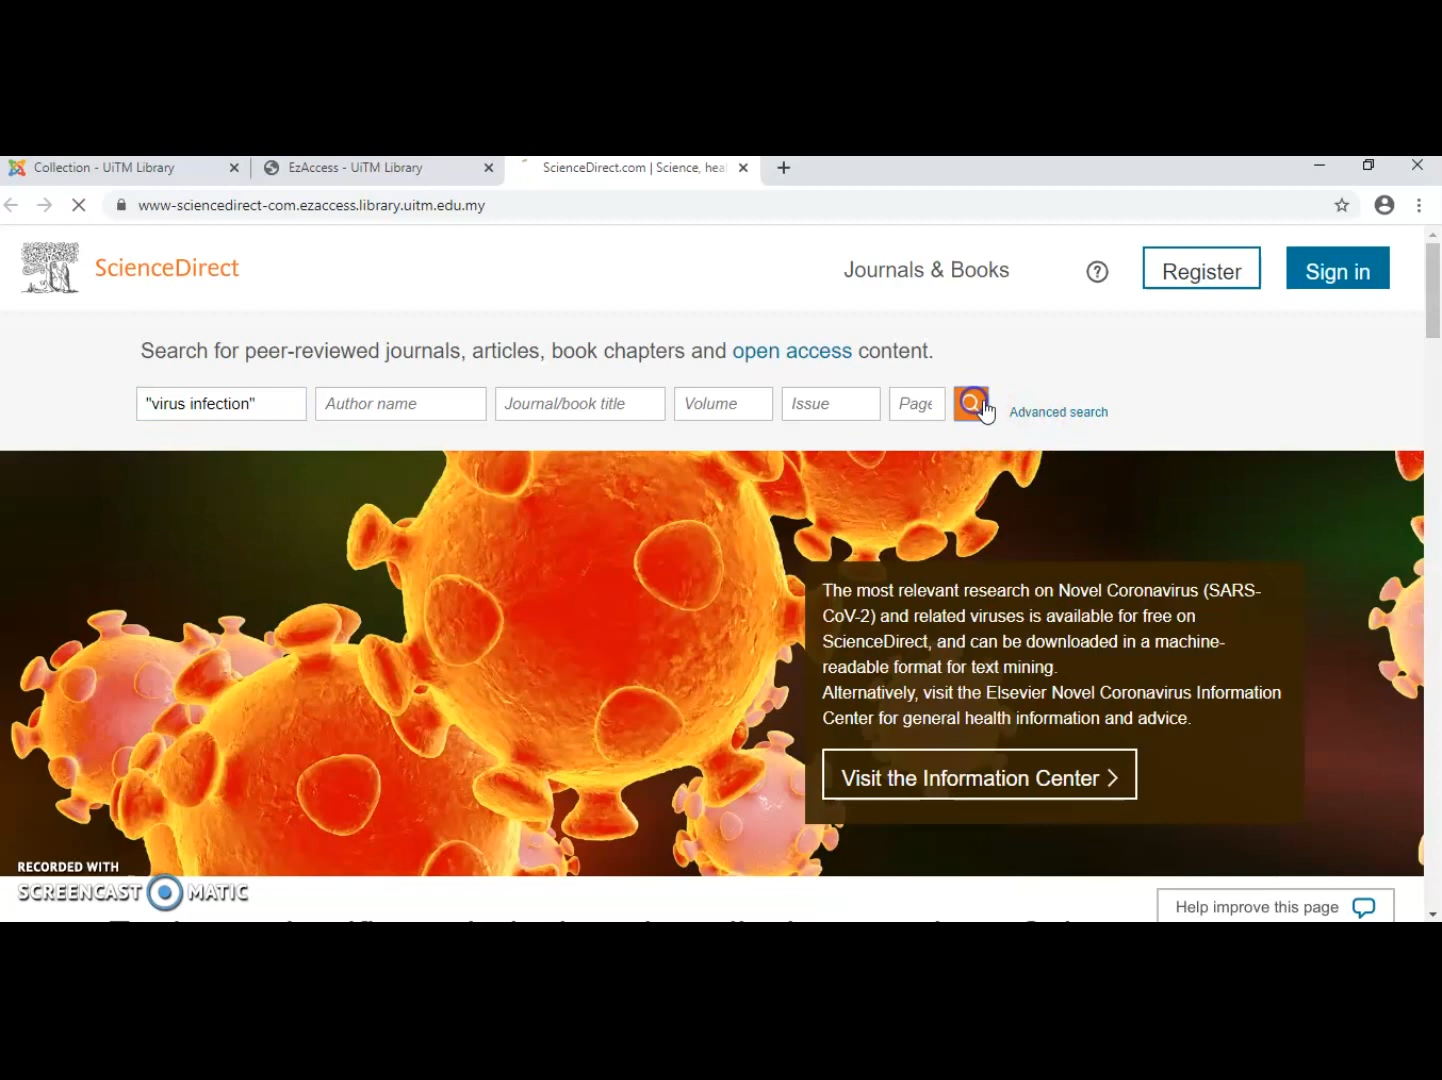 Collection - UiTM Library
EzAccess - UiTM Library
ScienceDirect.com | Science, hea
www-sciencedirect-com.ezaccess.library.uitm.edu.my
ScienceDirect
Journals & Books
?
Register
Sign in
Search for peer-reviewed journals, articles, book chapters and open access content.
"virus infection"
Author name
Journal/book title
Volume
Issue
Page
Advanced search
The most relevant research on Novel Coronavirus (SARS-
CoV-2) and related viruses is available for free on
ScienceDirect, and can be downloaded in a machine-
readable format for text mining.
Alternatively, visit the Elsevier Novel Coronavirus Information
Center for general health information and advice.
Visit the Information Center >
RECORDED WITH
SCREENCAST MATIC
Help improve this page